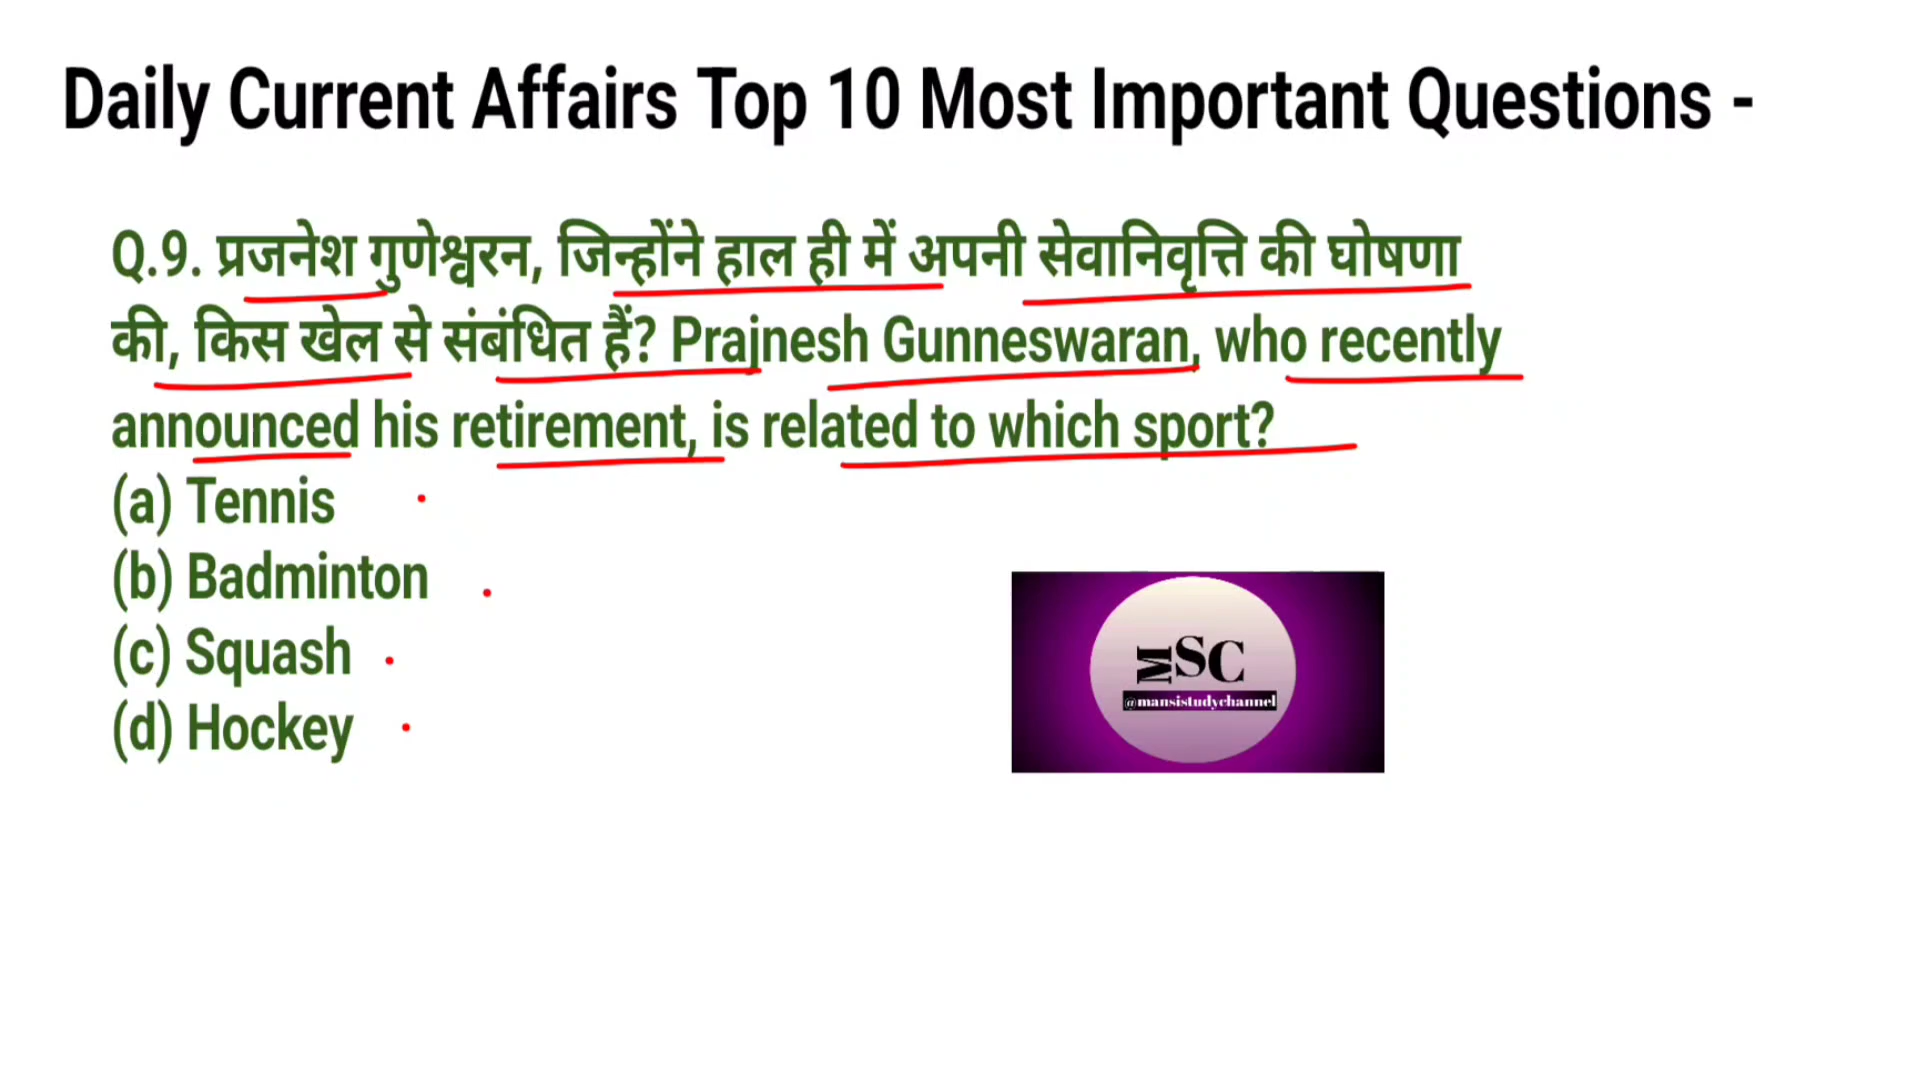 Daily Current Affairs Top 10 Most Important Questions -
Q.9. प्रजनेश गुणेश्वरन, जिन्होंने हाल ही में अपनी सेवानिवृत्ति की घोषणा
की, किस खेल से संबंधित हैं? Prajnesh Gunneswaran, who recently
announced his retirement, is related to which sport?
(a) Tennis
(b) Badminton
(c) Squash
(d) Hockey
MSC
@mansistudychannel